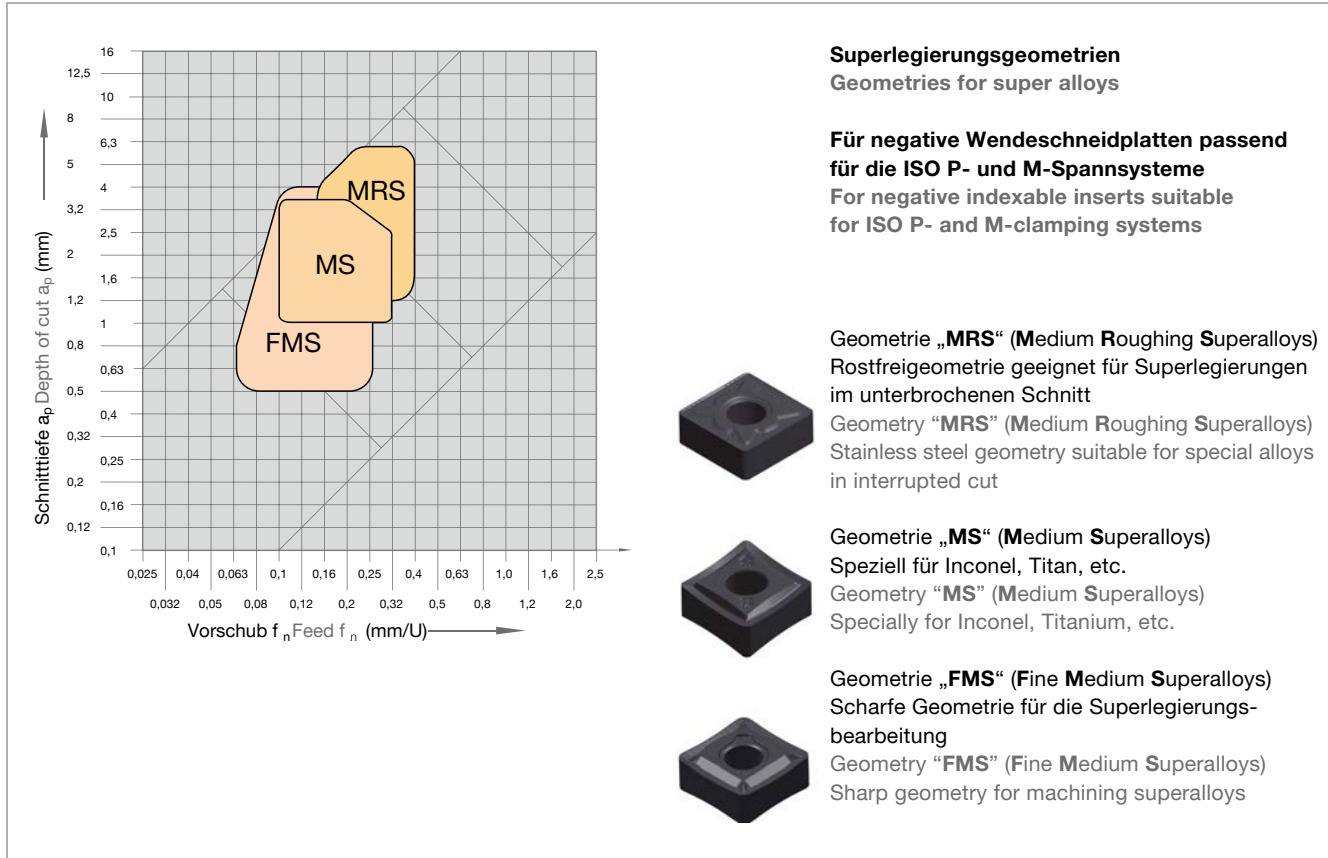 16
12,5
10
8
6,3
5
4
3,2
2,5
2
1,6
1,2
1
0,8
0,63
0,5
0,4
0,32
0,25
0,2
0,16
0,12
0,1
Schnitttiefe ap Depth of cut ap (mm)
MRS
MS
FMS
0,025 0,04 0,063 0,1 0,16 0,25 0,4 0,63 1,0 1,6 2,5
0,032 0,05 0,08 0,12 0,2 0,32 0,5 0,8 1,2 2,0
Vorschub f n Feed f n (mm/U)
Superlegierungsgeometrien
Geometries for super alloys
Für negative Wendeschneidplatten passend
für die ISO P- und M-Spannsysteme
For negative indexable inserts suitable
for ISO P- and M-clamping systems
Geometrie „MRS“ (Medium Roughing Superalloys)
Rostfreigeometrie geeignet für Superlegierungen
im unterbrochenen Schnitt
Geometry “MRS” (Medium Roughing Superalloys)
Stainless steel geometry suitable for special alloys
in interrupted cut
Geometrie „MS“ (Medium Superalloys)
Speziell für Inconel, Titan, etc.
Geometry “MS” (Medium Superalloys)
Specially for Inconel, Titanium, etc.
Geometrie „FMS“ (Fine Medium Superalloys)
Scharfe Geometrie für die Superlegierungs-
bearbeitung
Geometry “FMS” (Fine Medium Superalloys)
Sharp geometry for machining superalloys